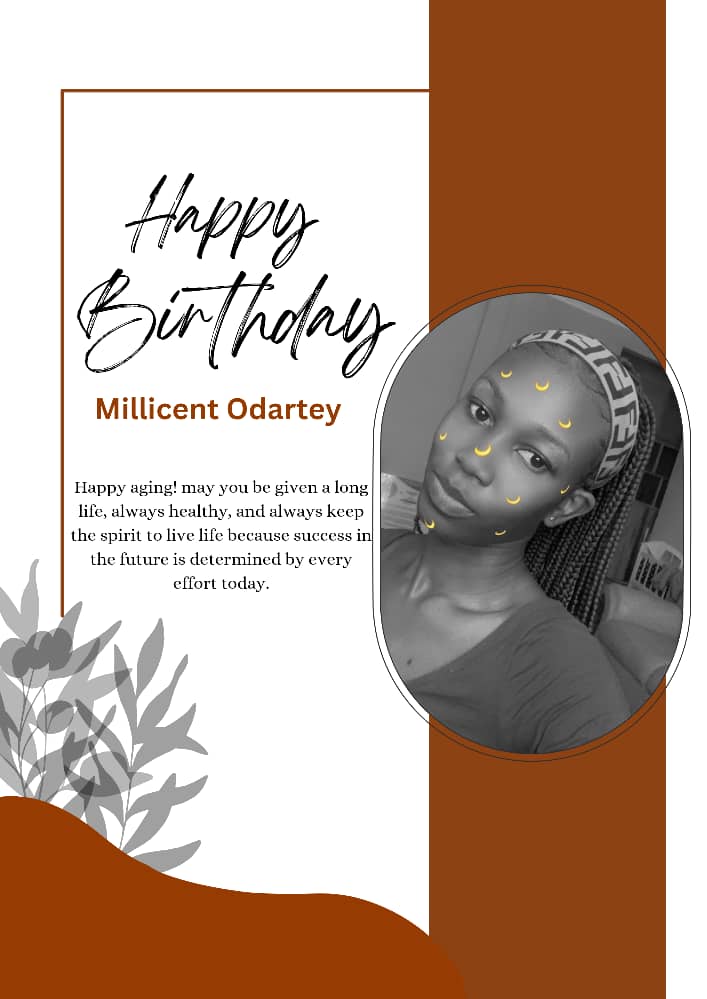 Happy
Birthday
Millicent Odartey
Happy aging! may you be given a long
life, always healthy, and always keep
the spirit to live life because success in
the future is determined by every
effort today.